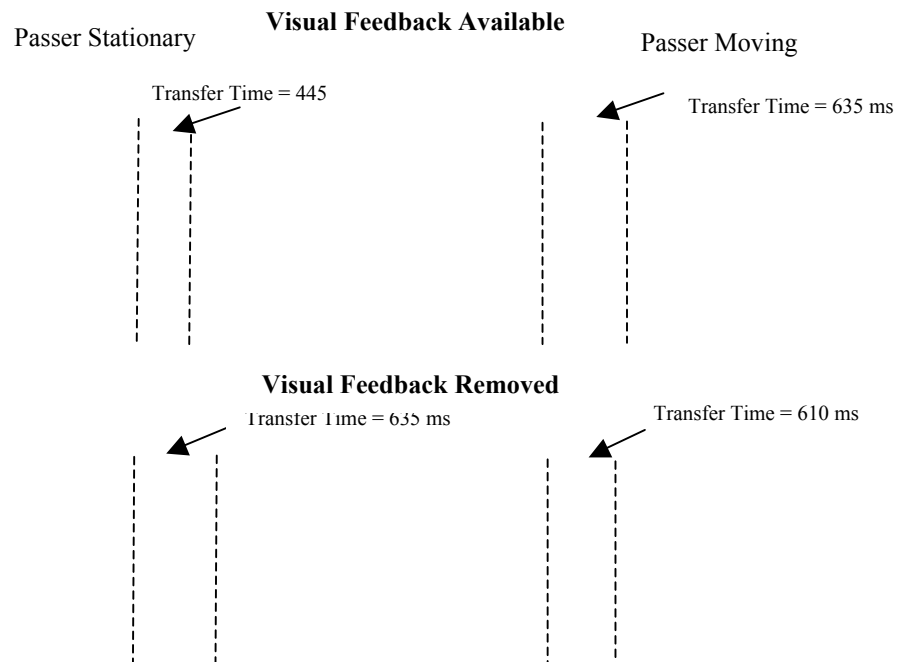 Visual Feedback Available
Passer Stationary
Passer Moving
Transfer Time = 445
Transfer Time = 635 ms
Visual Feedback Removed
Transfer Time = 635 ms
Transfer Time = 610 ms